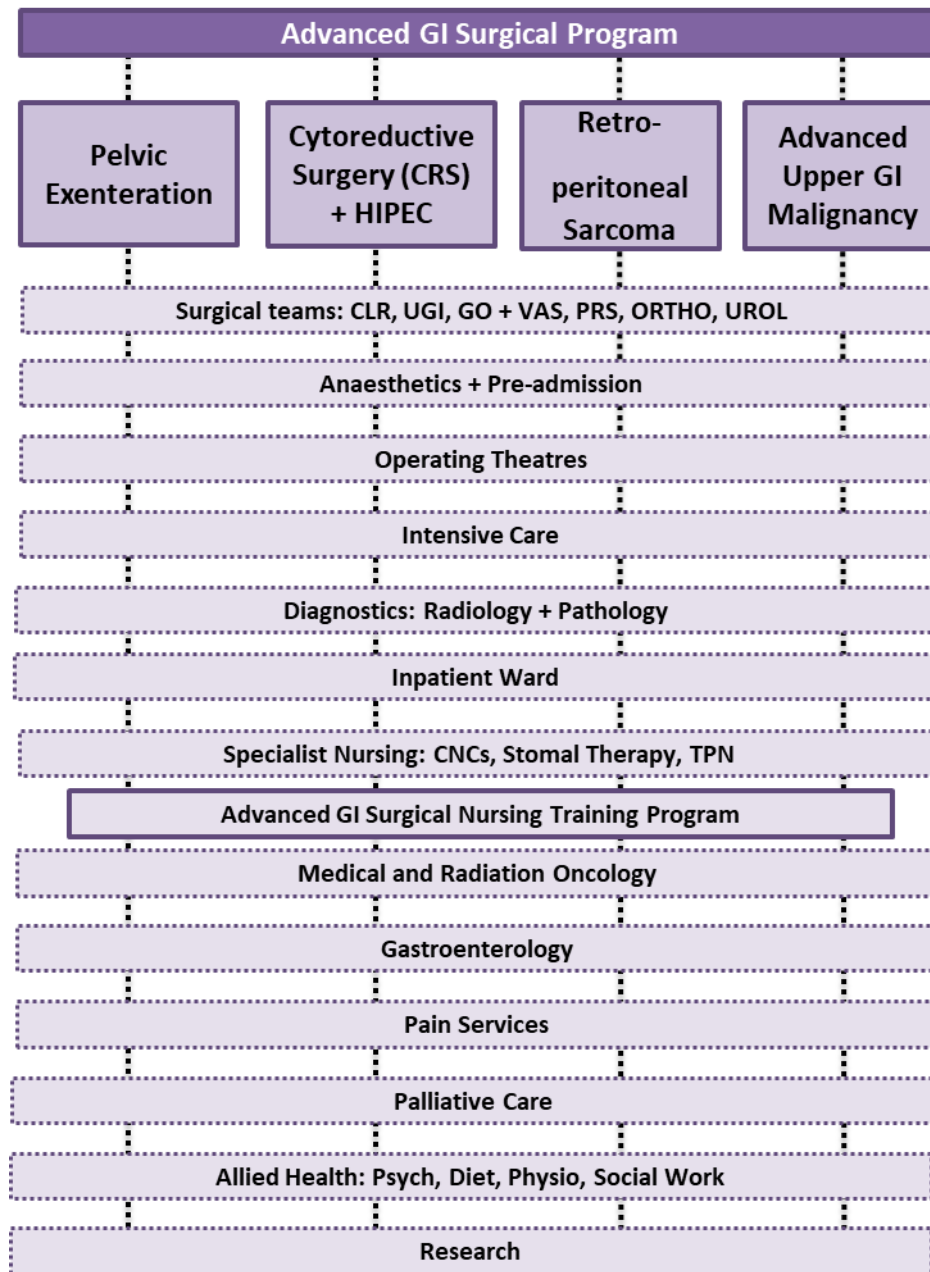 Advanced GI Surgical Program
Pelvic
Exenteration
Cytoreductive
Surgery (CRS)
+ HIPEC
Retro-
peritoneal
Sarcoma
Advanced
Upper GI
Malignancy
Surgical teams: CLR, UGI, GO + VAS, PRS, ORTHO, UROL
Anaesthetics + Pre-admission
Operating Theatres
Intensive Care
Diagnostics: Radiology + Pathology
Inpatient Ward
Specialist Nursing: CNCs, Stomal Therapy, TPN
Advanced GI Surgical Nursing Training Program
Medical and Radiation Oncology
Gastroenterology
Pain Services
Palliative Care
Allied Health: Psych, Diet, Physio, Social Work
Research